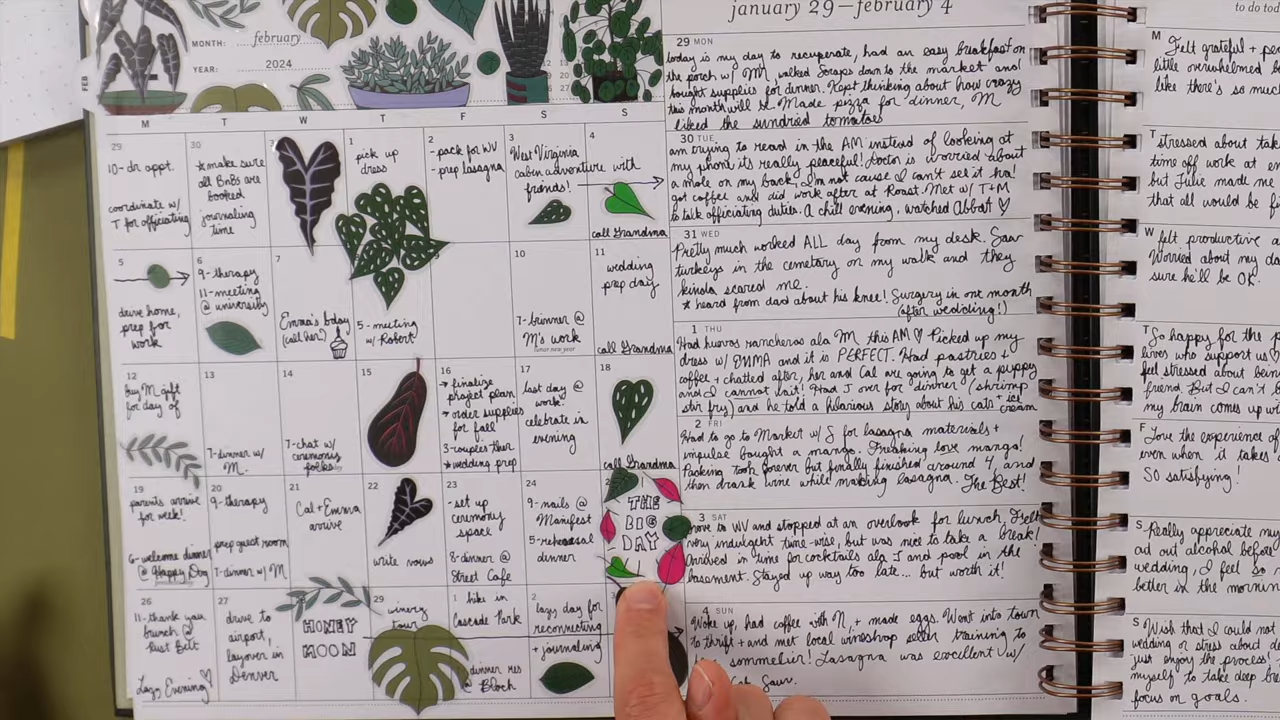 MONTH: february
YEAR: 2024
FEB
M T W T F S S
29
10- dr appt.
coordinate w/
T for officiating
30
* make sure
all BnBs are
booked
journaling
time
1
pick up
dress
2
- pack for WV
- prep lasagna
3
West Virginia
cabin adventure with
friends!
4
call Grandma
5
drive home,
prep for
work
6
9- therapy
11- meeting
@ university
7
Emma's bday
(call her)
5- meeting
w/ Robert
10
7- brinner @
M's work
lunar new year
11
wedding
prep day
call Grandma
12
buy M gift
for day of
13
7- dinner w/
M.
14
7- chat w/
ceremony
folks
15
16
→ finalize
project plan
→ order supplies
for fall
3- couples ther
* wedding prep
17
last day @
work!
celebrate in
evening
18
call Grandma
19
parents arrive
for week!
6- welcome dinner
@ Happy Dog
20
9- therapy
prep guest room
7- dinner w/ M
21
Cal + Emma
arrive
22
write vows
23
- set up
ceremony
space
8- dinner @
Street Cafe
24
9- nails @
Manifest
5- rehearsal
dinner
THE
BIG
DAY
26
11- thank you
brunch @
Rust Belt
Lazy Evening
27
drive to
airport,
layover in
Denver
HONEY
MOON
29
winery
tour
1
hike in
Cascade Park
dinner res
@ Bloch
2
lazy day for
reconnecting
+ journaling
january 29—february 4
29 MON
today is my day to recuperate, had an easy breakfast on
the porch w/ M, walked Scraps down to the market and
bought supplies for dinner. Kept thinking about how crazy
this month will be. Made pizza for dinner, M
liked the sundried tomatoes
30 TUE
am trying to read in the AM instead of looking at
my phone, it's really peaceful! doctor is worried about
a mole on my back, I'm not cause I can't see it ha!
got coffee and did work after at Roast. Met w/ T+M
to talk officiating duties. A chill evening, watched Abbott ♡
31 WED
Pretty much worked ALL day from my desk. Saw
turkeys in the cemetary on my walk and they
kinda scared me.
* heard from dad about his knee! Surgery in one month
(after wedding!)
1 THU
Had huevos rancheros ala M this AM ♡ Picked up my
dress w/ EMMA and it is PERFECT. Had pastries +
coffee + chatted after, her and Cal are going to get a puppy
and I cannot wait! Had J over for dinner (shrimp
stir fry) and he told a hilarious story about his cats + ice
cream
2 FRI
Had to go to Market w/ S for lasagna materials +
impulse bought a mango. Freaking love mango!
Packing took forever but finally finished around 4, and
then drank wine while making lasagna. The Best!
3 SAT
Drove to WV and stopped at an overlook for lunch. Felt
very indulgent time-wise, but was nice to take a break!
Arrived in time for cocktails ala J and pool in the
basement. Stayed up way too late... but worth it!
4 SUN
Woke up, had coffee with M, + made eggs. Went into town
to thrift + and met local wineshop seller training to
sommelier! Lasagna was excellent w/
Cab Sauv.
to do tod
M
Felt grateful + p
little overwhelmed b
like there's so muc
T
stressed about tak
time off work at e
but Julie made me
that all would be fi
W
felt productive a
Worried about my da
sure he'll be OK.
T
So happy for the p
lives who support us
feel stressed about bein
friend. But I can't s
my brain comes up wi
F
Love the experience of
even when it takes
SO satisfying!
S
Really appreciate my
ad out alcohol before
wedding, I feel so n
better in the mornin
S
Wish that I could not
wedding or stress about d
just enjoy the process!
myself to take deep bre
focus on goals.